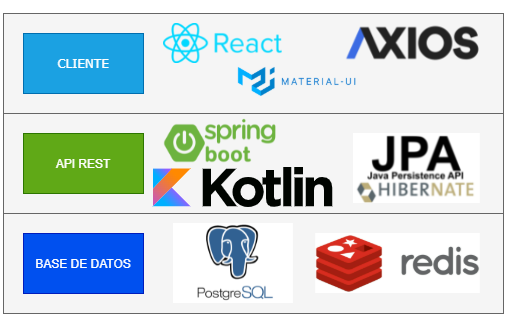 CLIENTE
React
AXIOS
MATERIAL-UI
API REST
spring
boot
Kotlin
JPA
Java Persistence API
HIBERNATE
BASE DE DATOS
PostgreSQL
redis